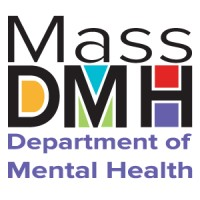 Mass
DMH
Department of
Mental Health